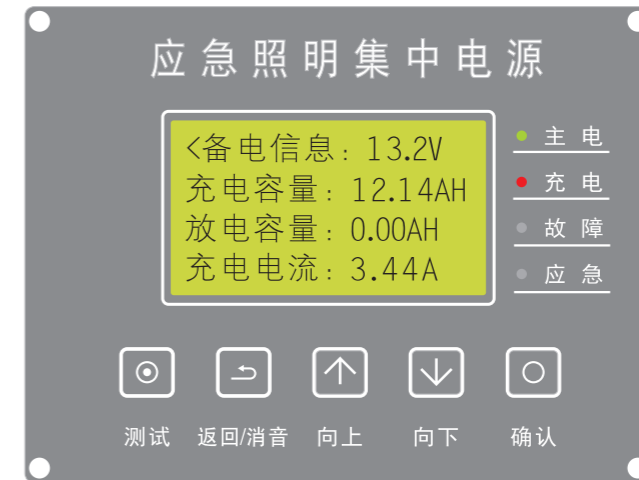 应急照明集中电源
<备电信息: 13.2V
充电容量: 12.14AH
放电容量: 0.00AH
充电电流: 3.44A
主电
充电
故障
应急
测试 返回/消音 向上 向下 确认